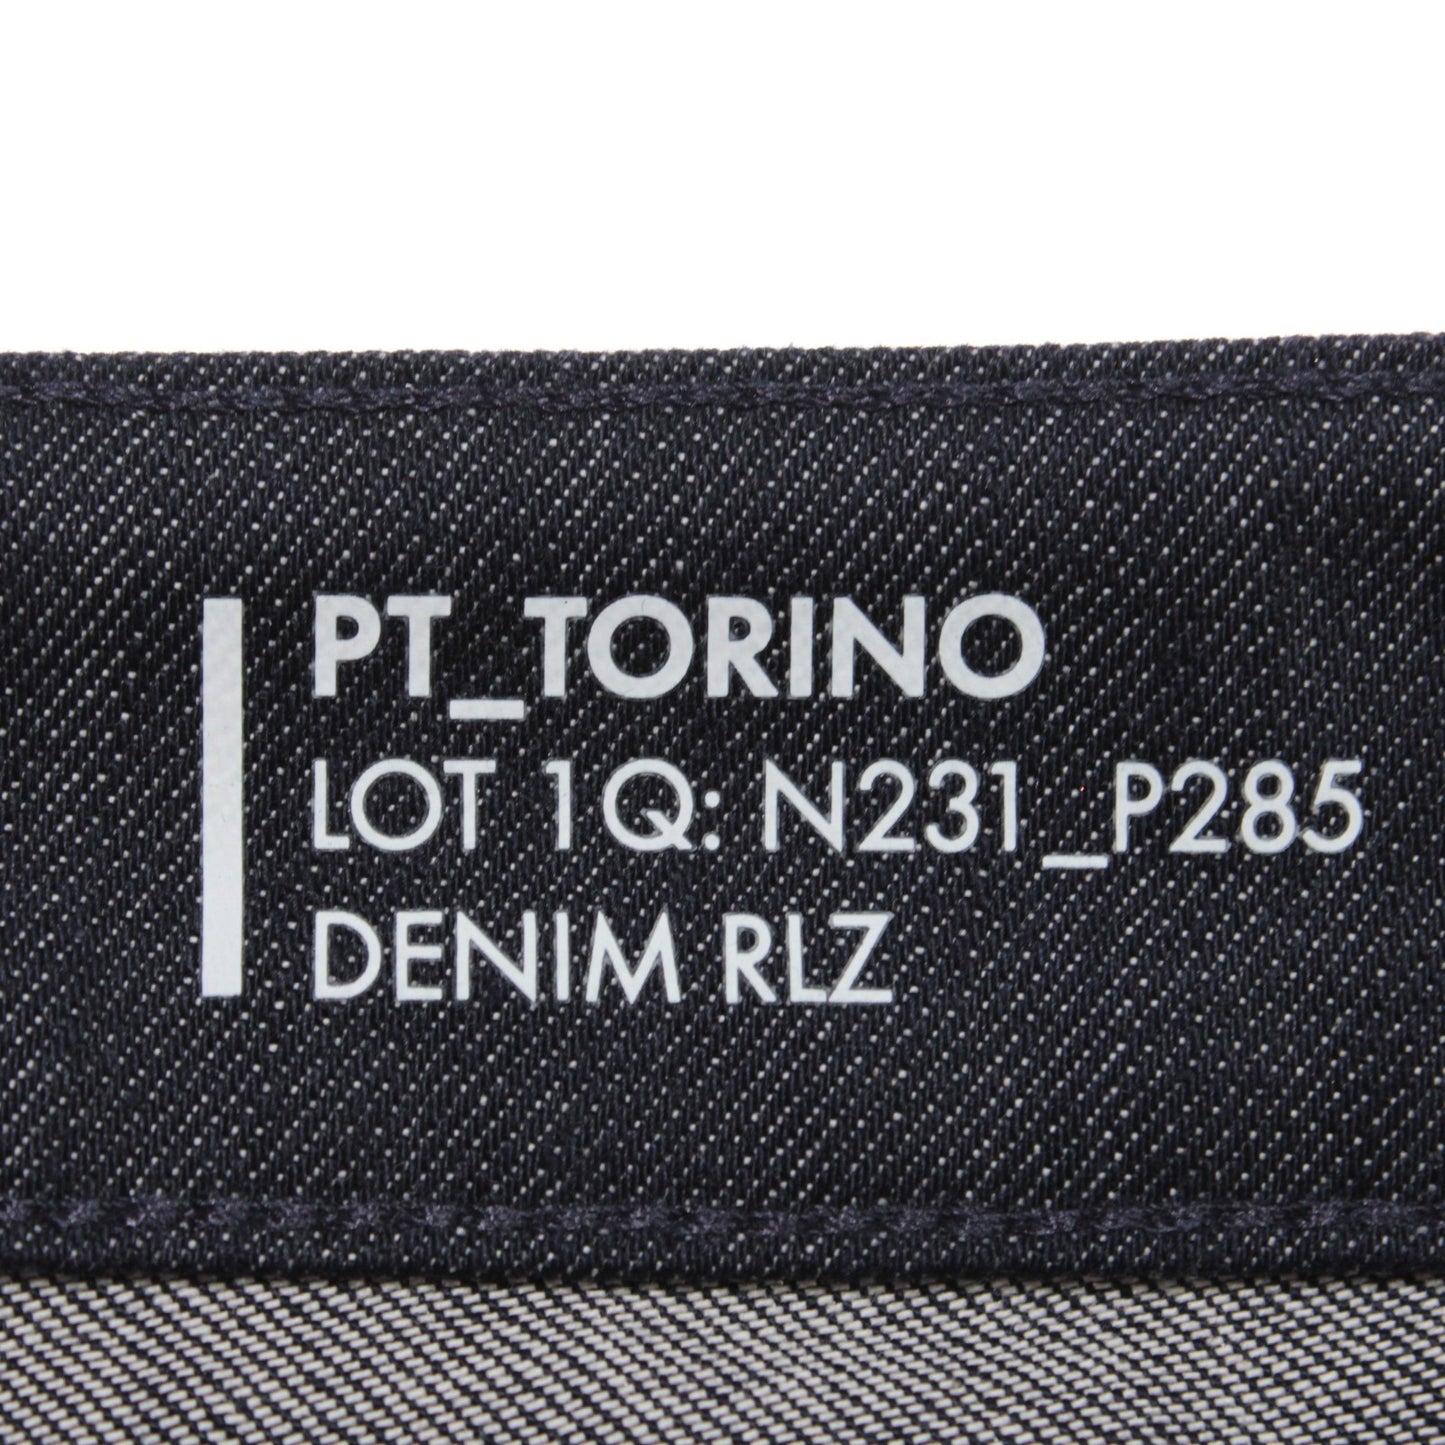 PT_TORINO
LOT 1Q: N231_P285
DENIM RLZ